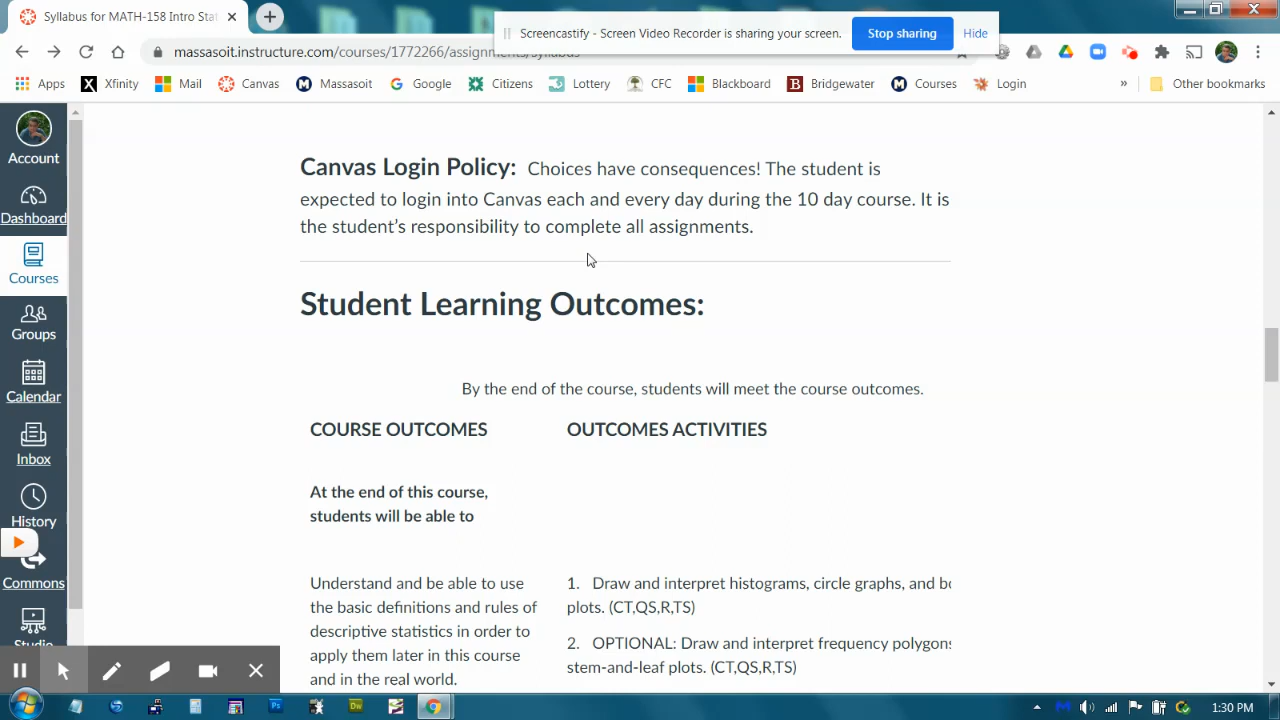 Syllabus for MATH-158 Intro Stat
Screencastify - Screen Video Recorder is sharing your screen.
Stop sharing
Hide
massasoit.instructure.com/courses/1772266/assignments/syllabus
Apps
Xfinity
Mail
Canvas
Massasoit
Google
Citizens
Lottery
CFC
Blackboard
Bridgewater
Courses
Login
»
Other bookmarks
Account
Dashboard
Courses
Groups
Calendar
Inbox
History
Commons
Studio
Canvas Login Policy: Choices have consequences! The student is
expected to login into Canvas each and every day during the 10 day course. It is
the student’s responsibility to complete all assignments.
Student Learning Outcomes:
By the end of the course, students will meet the course outcomes.
COURSE OUTCOMES
OUTCOMES ACTIVITIES
At the end of this course,
students will be able to
Understand and be able to use
the basic definitions and rules of
descriptive statistics in order to
apply them later in this course
and in the real world.
1. Draw and interpret histograms, circle graphs, and bo
plots. (CT,QS,R,TS)
2. OPTIONAL: Draw and interpret frequency polygons
stem-and-leaf plots. (CT,QS,R,TS)
1:30 PM